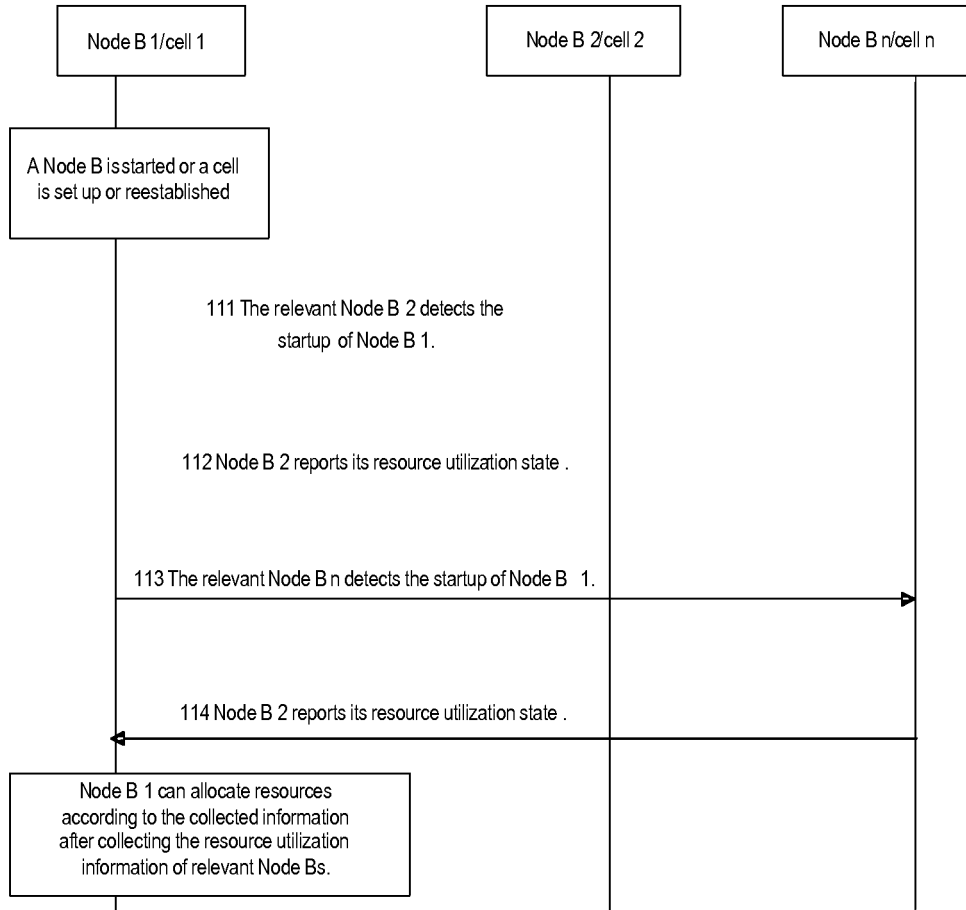 Node B 1/cell 1
Node B 2/cell 2
Node B n/cell n
A Node B is started or a cell
is set up or reestablished
111 The relevant Node B 2 detects the
startup of Node B 1.
112 Node B 2 reports its resource utilization state .
113 The relevant Node B n detects the startup of Node B 1.
114 Node B 2 reports its resource utilization state .
Node B 1 can allocate resources
according to the collected information
after collecting the resource utilization
information of relevant Node Bs.